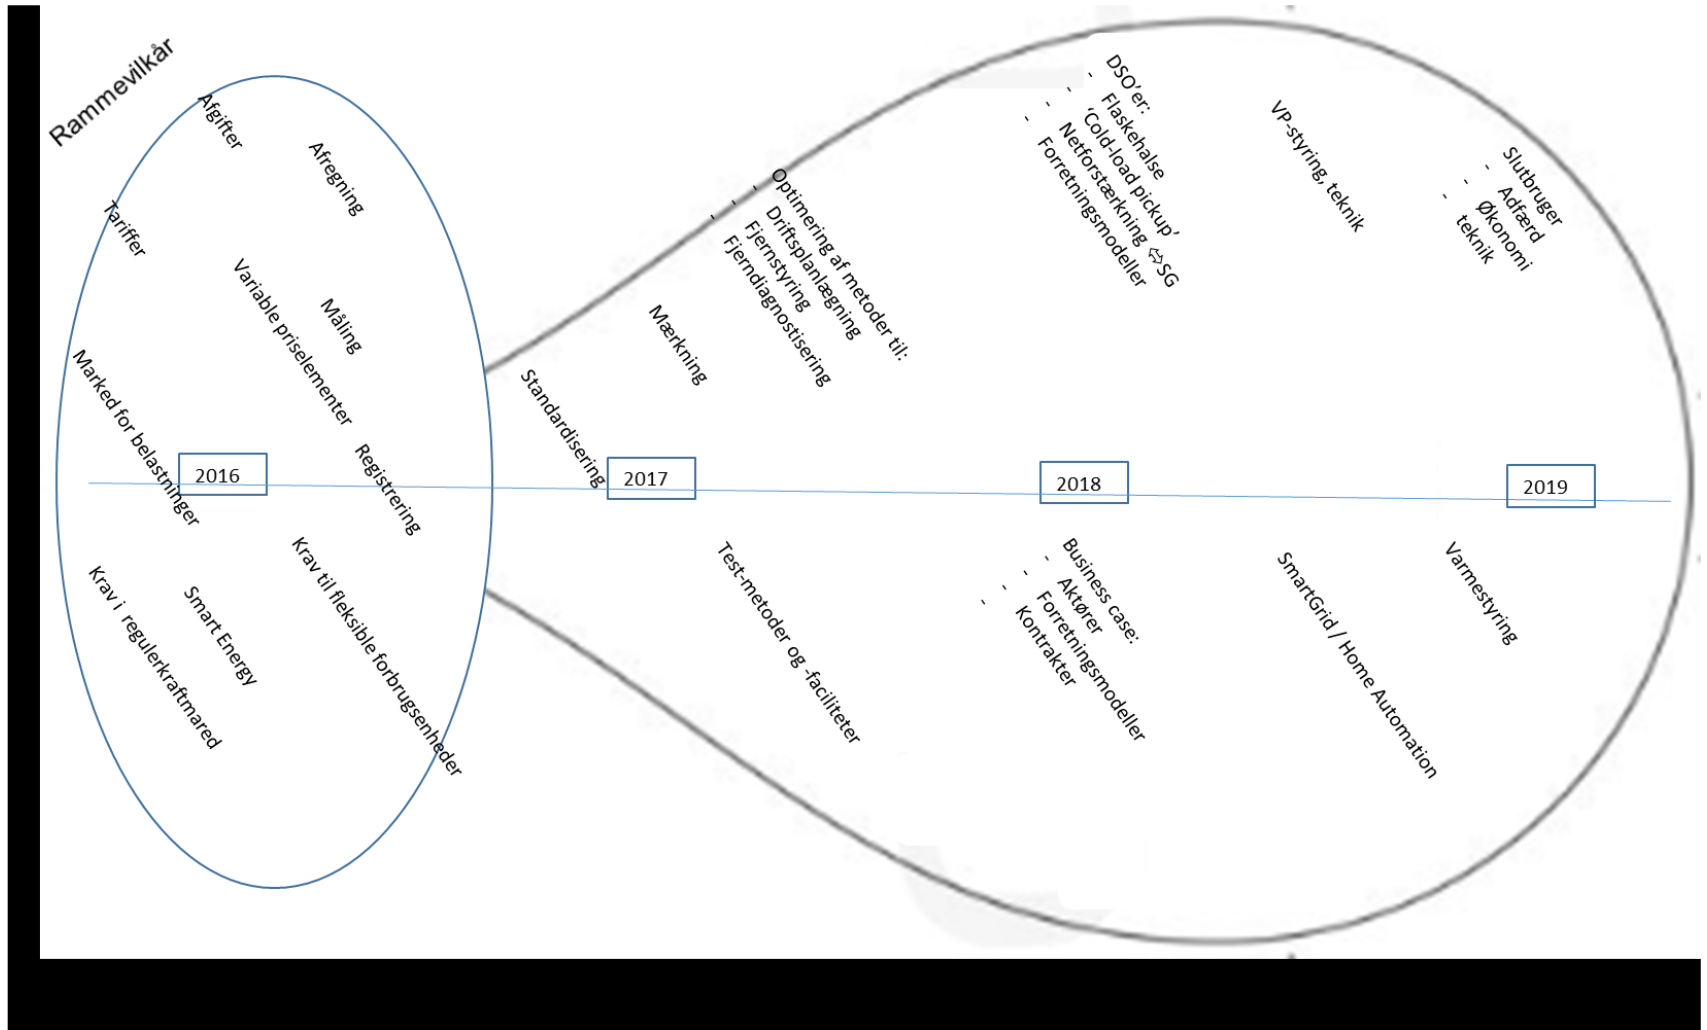 Rammevilkår
Afgifter
Afregning
Tariffer
Variable priselementer
Måling
Marked for belastninger
Registrering
2016
Krav i regulerkraftmared
Smart Energy
Krav til fleksible forbrugsenheder
Standardisering
Mærkning
Optimering af metoder til:
- Driftsplanlægning
- Fjernstyring
- Fjerndiagnostisering
2017
Test-metoder og -faciliteter
DSO'er:
- Flaskehalse
- 'Cold-load pickup'
- Netforstærkning ⇔SG
- Forretningsmodeller
2018
Business case:
- Aktører
- Forretningsmodeller
- Kontrakter
VP-styring, teknik
SmartGrid / Home Automation
Slutbruger
- Adfærd
- Økonomi
- teknik
2019
Varmestyring